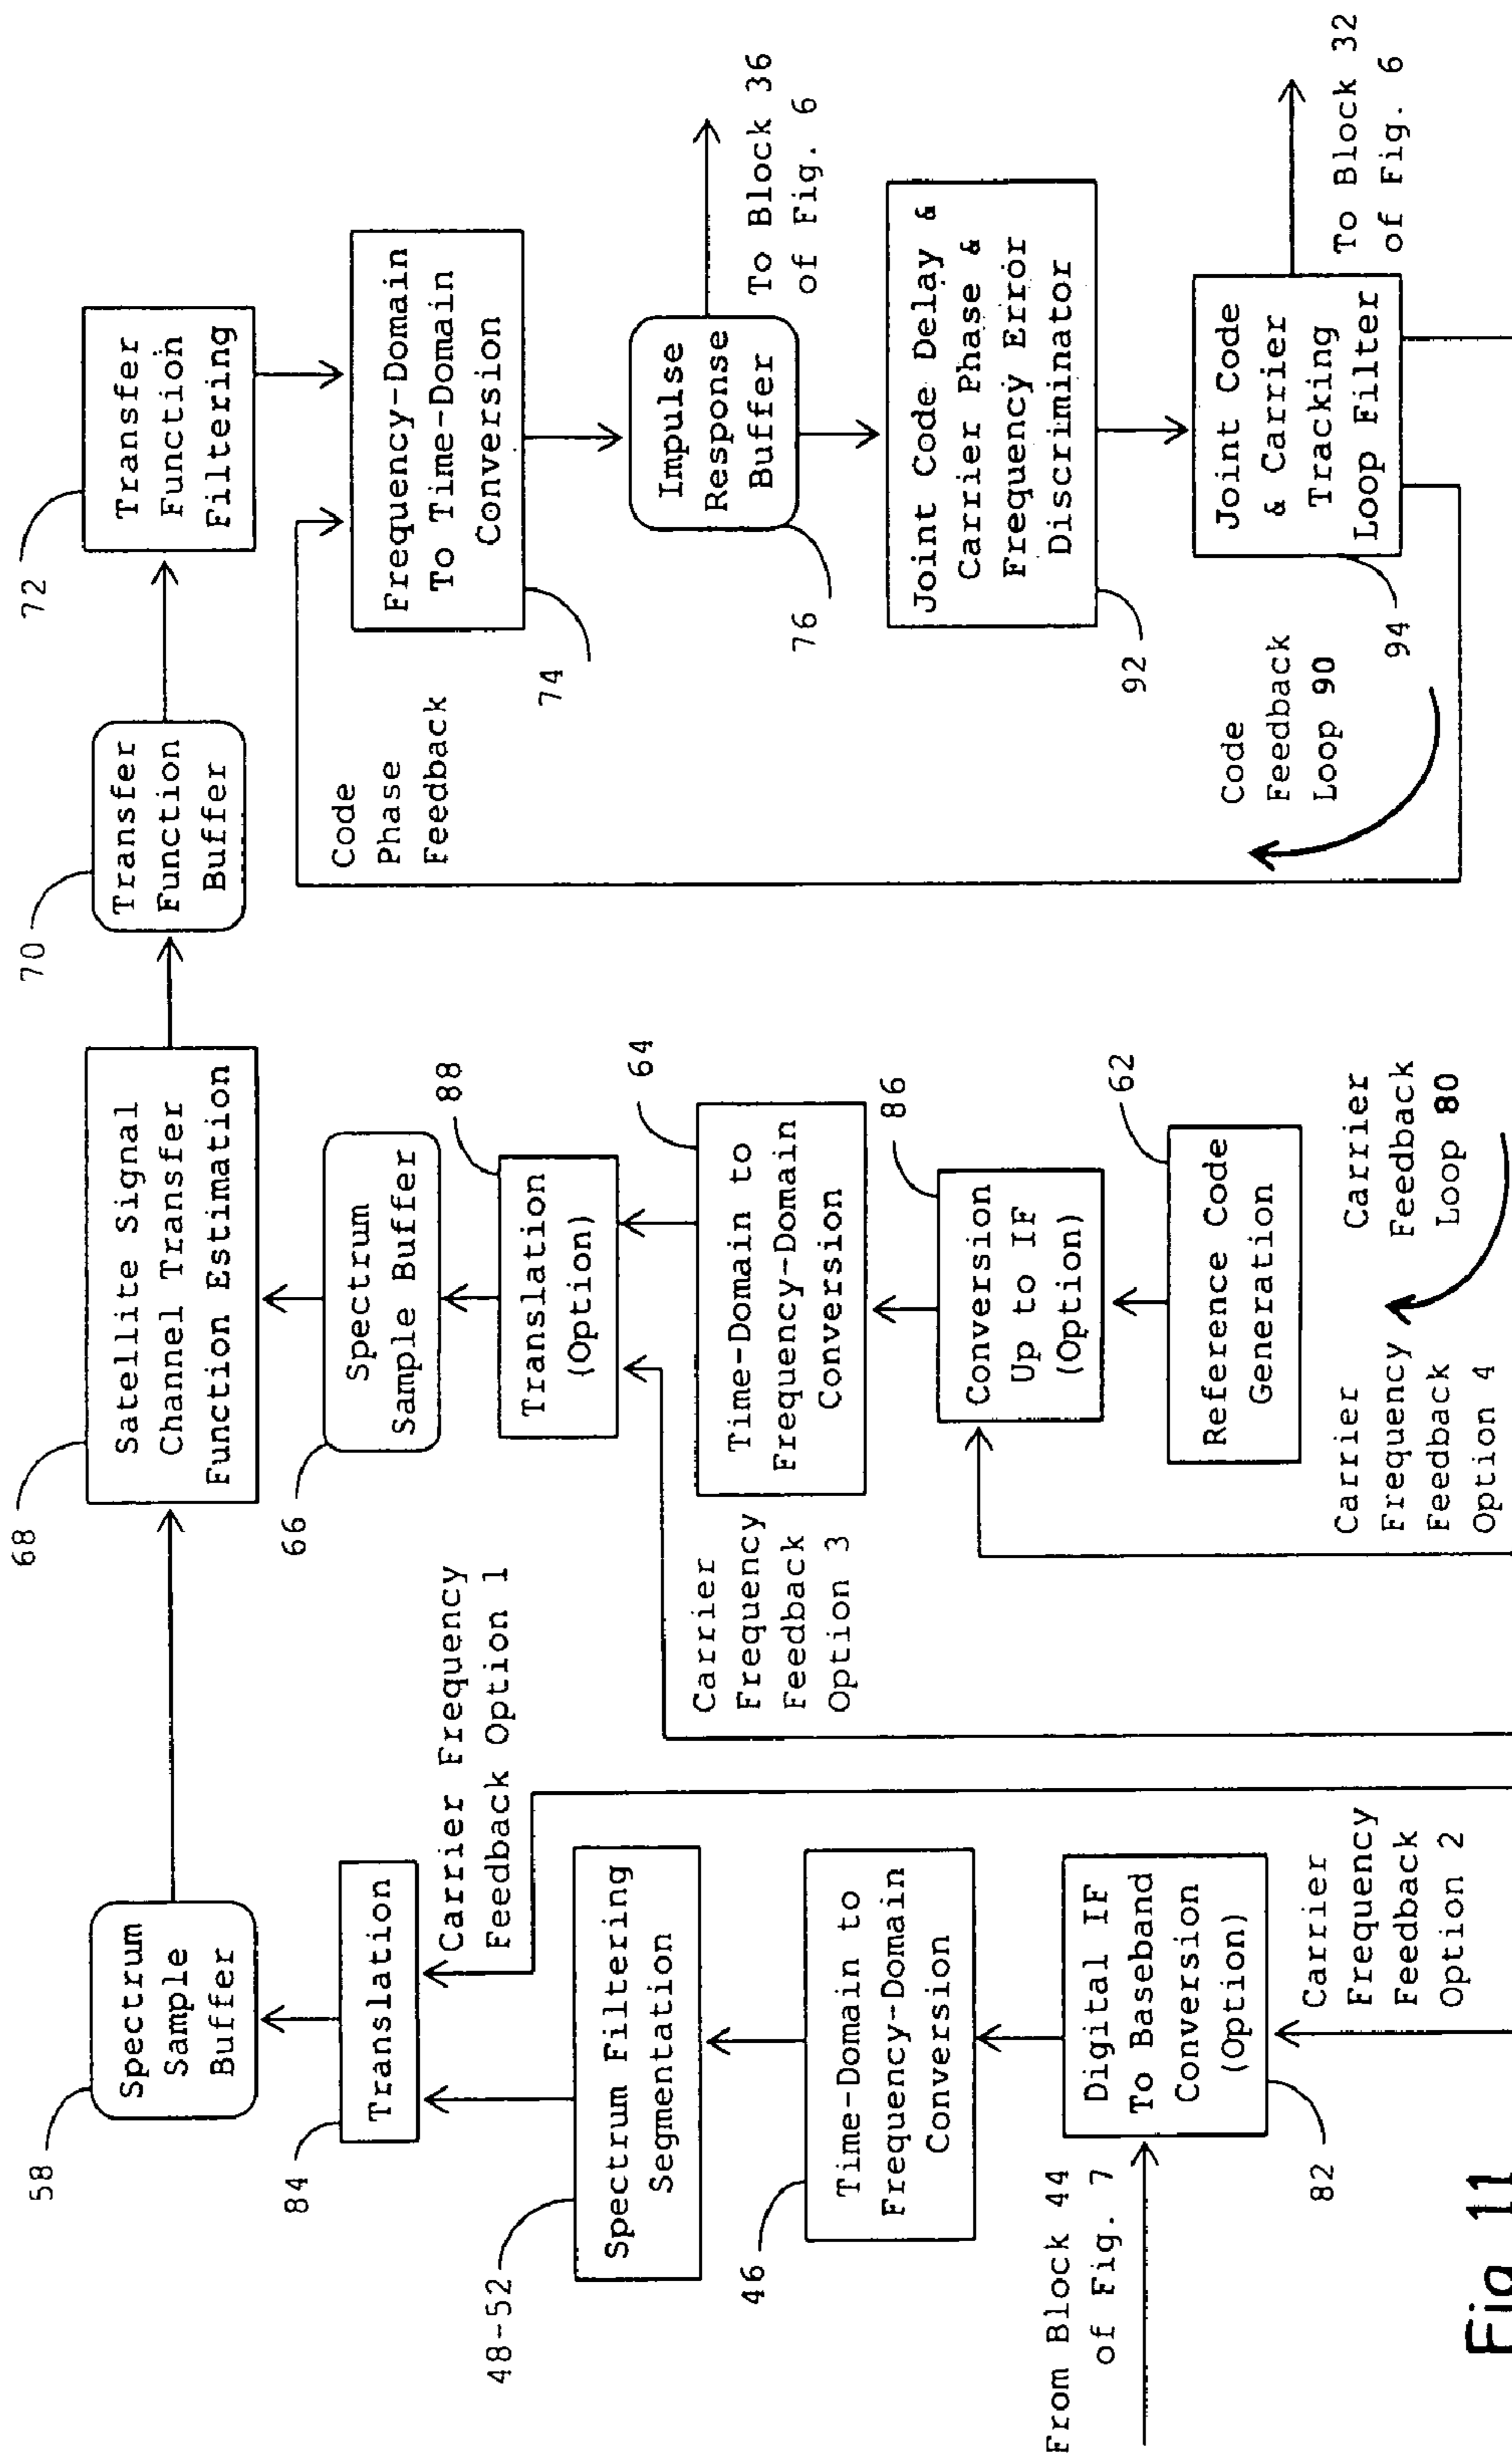 58
Spectrum
Sample
Buffer
84
Translation
Carrier Frequency
Feedback Option 1
48-52
Spectrum Filtering
Segmentation
46
Time-Domain to
Frequency-Domain
Conversion
From Block 44
of Fig. 7
Digital IF
To Baseband
Conversion
(Option)
82
Carrier
Frequency
Feedback
Option 2
68
Satellite Signal
Channel Transfer
Function Estimation
66
Spectrum
Sample Buffer
88
Translation
(Option)
Carrier
Frequency
Feedback
Option 3
64
Time-Domain to
Frequency-Domain
Conversion
86
Conversion
Up to IF
(Option)
62
Reference Code
Generation
Carrier
Frequency
Feedback
Option 4
Carrier
Feedback
Loop 80
70
Transfer
Function
Buffer
72
Transfer
Function
Filtering
Code
Phase
Feedback
74
Frequency-Domain
To Time-Domain
Conversion
76
Impulse
Response
Buffer
To Block 36
of Fig. 6
92
Joint Code Delay &
Carrier Phase &
Frequency Error
Discriminator
Code
Feedback
Loop 90
94
Joint Code
& Carrier
Tracking
Loop Filter
To Block 32
of Fig. 6
Fig. 11